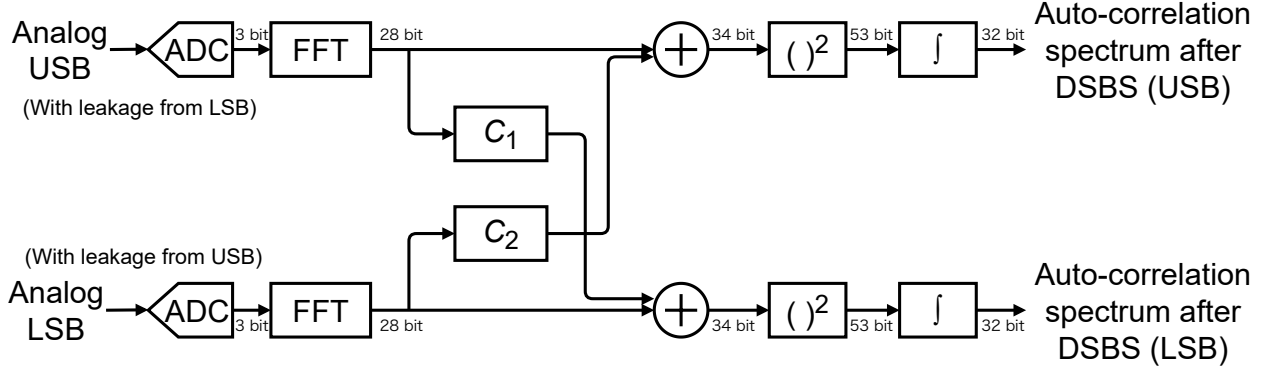 Analog
USB
(With leakage from LSB)
ADC
3 bit
FFT
28 bit
C1
34 bit
( )2
53 bit
∫
32 bit
Auto-correlation
spectrum after
DSBS (USB)
(With leakage from USB)
Analog
LSB
ADC
3 bit
FFT
28 bit
C2
34 bit
( )2
53 bit
∫
32 bit
Auto-correlation
spectrum after
DSBS (LSB)